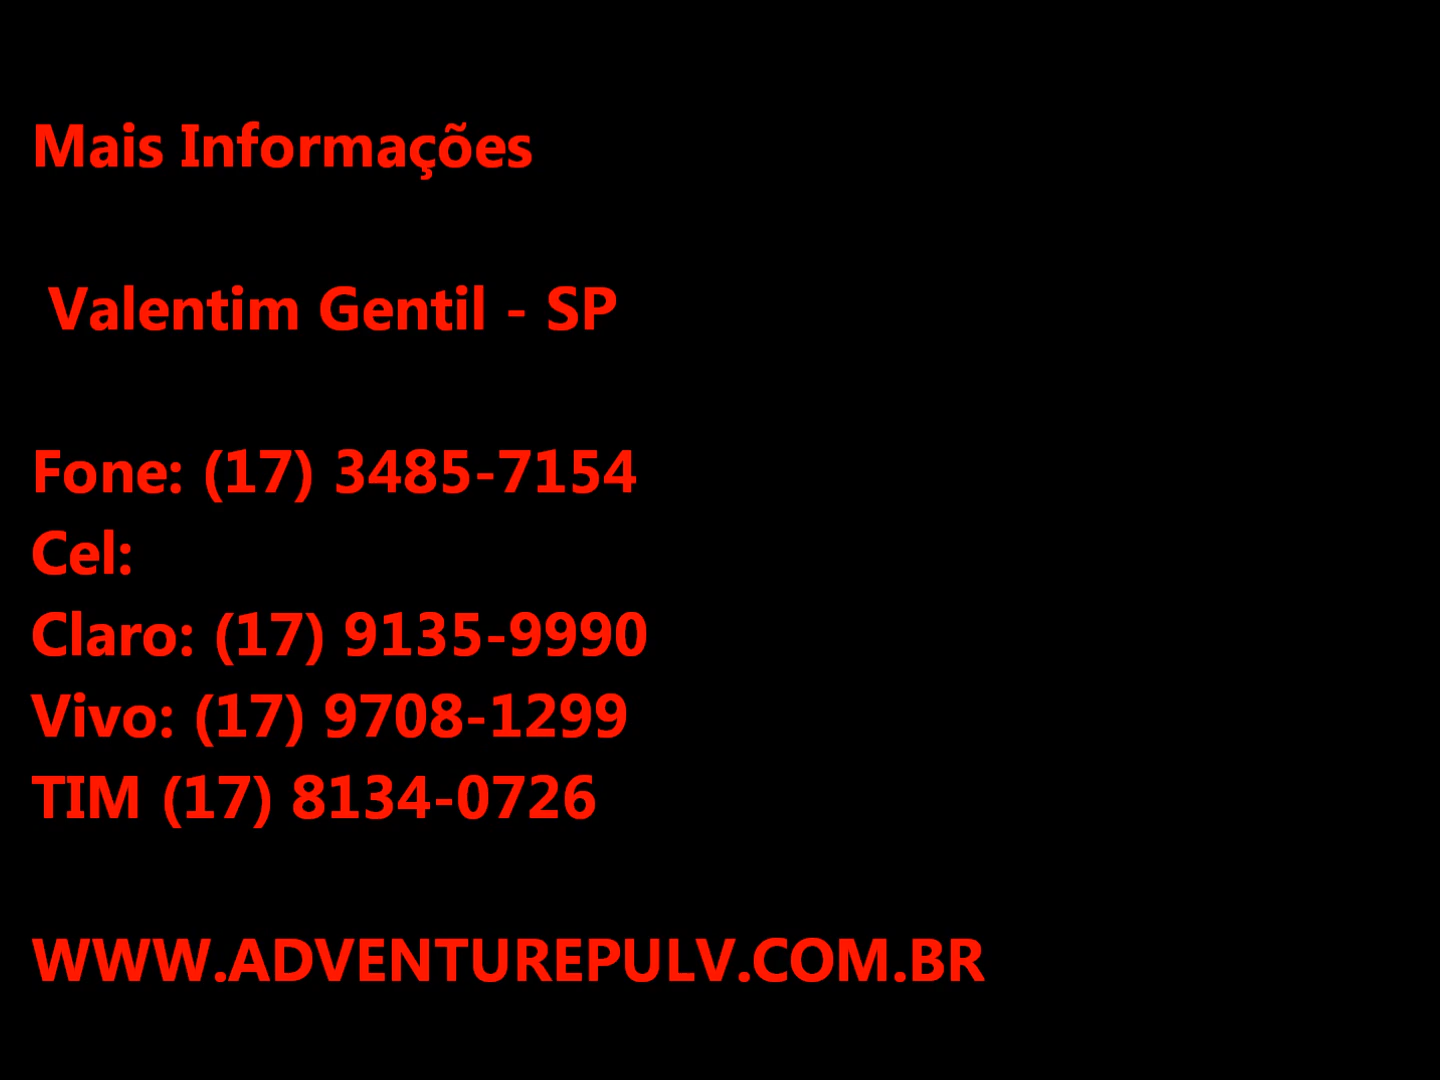 Mais Informações
Valentim Gentil - SP
Fone: (17) 3485-7154
Cel:
Claro: (17) 9135-9990
Vivo: (17) 9708-1299
TIM (17) 8134-0726
WWW.ADVENTUREPULV.COM.BR